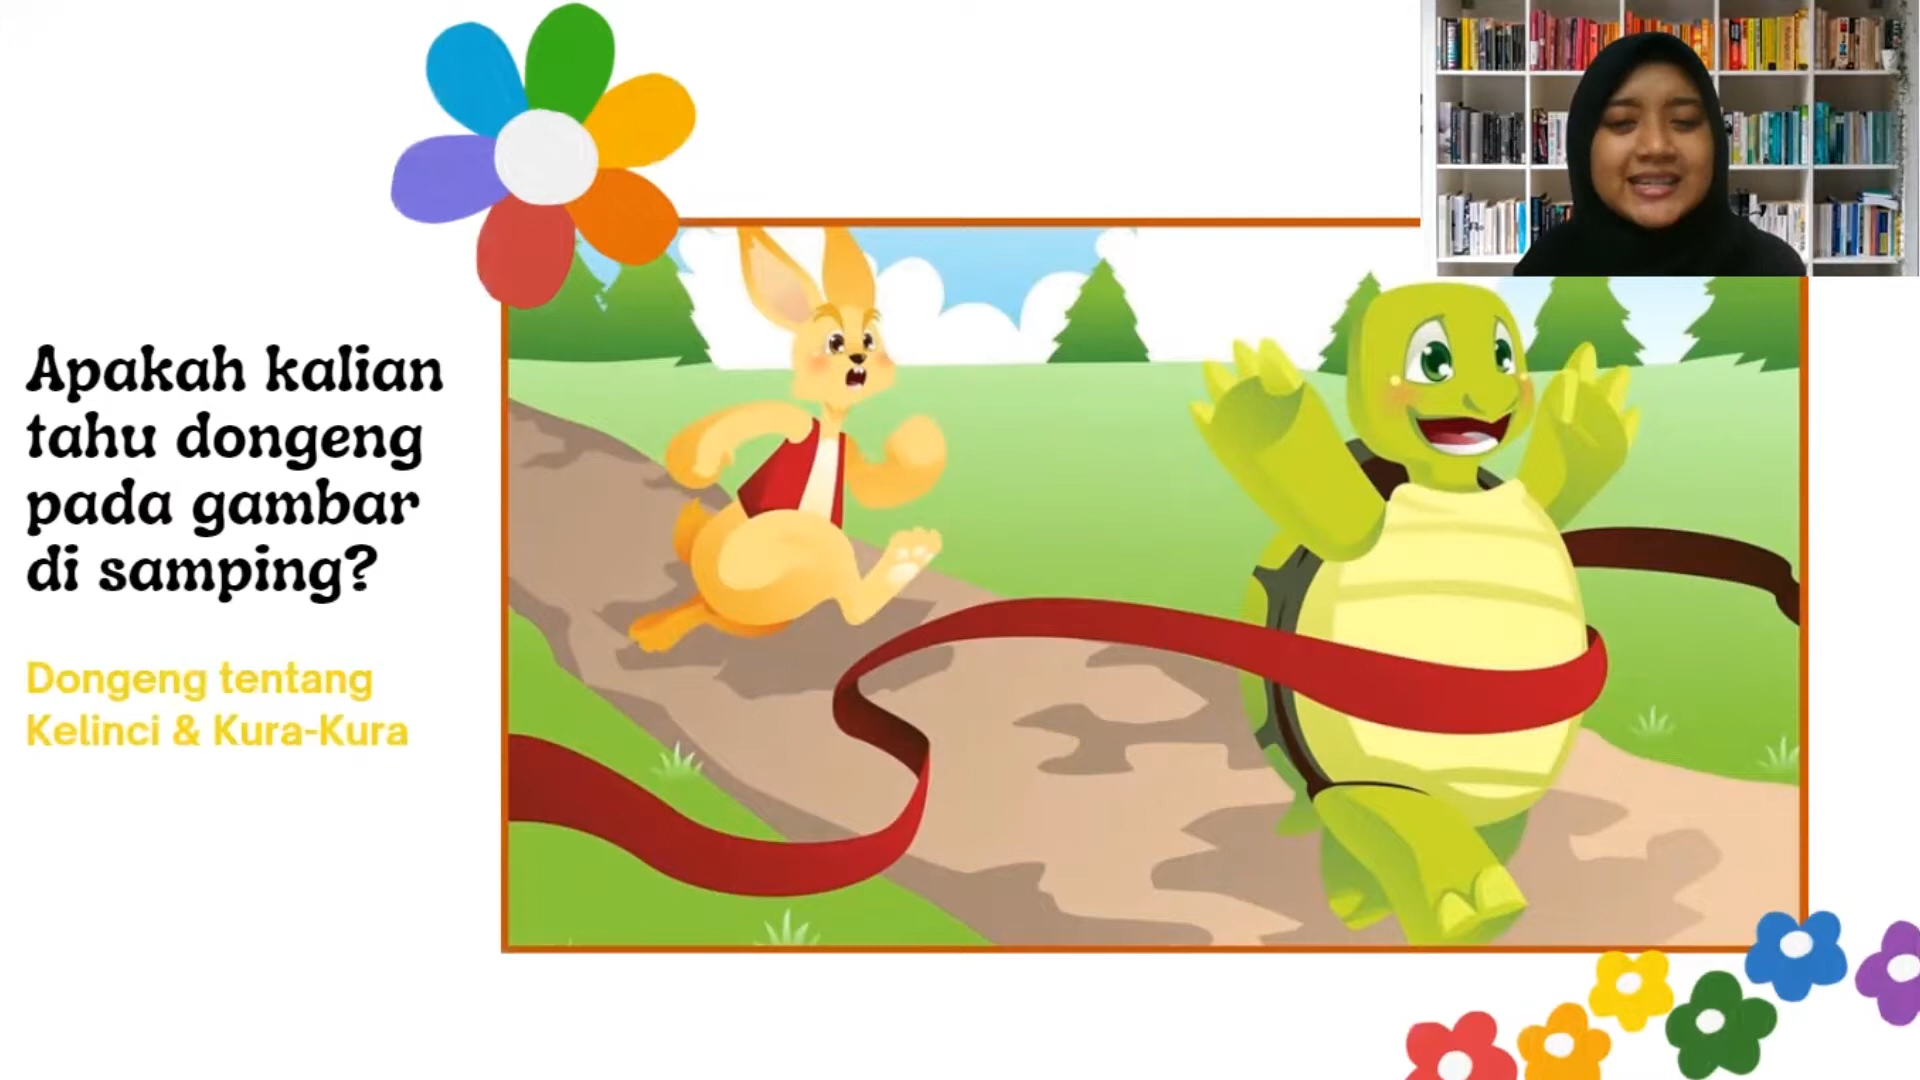 Apakah kalian
tahu dongeng
pada gambar
di samping?
Dongeng tentang
Kelinci & Kura-Kura